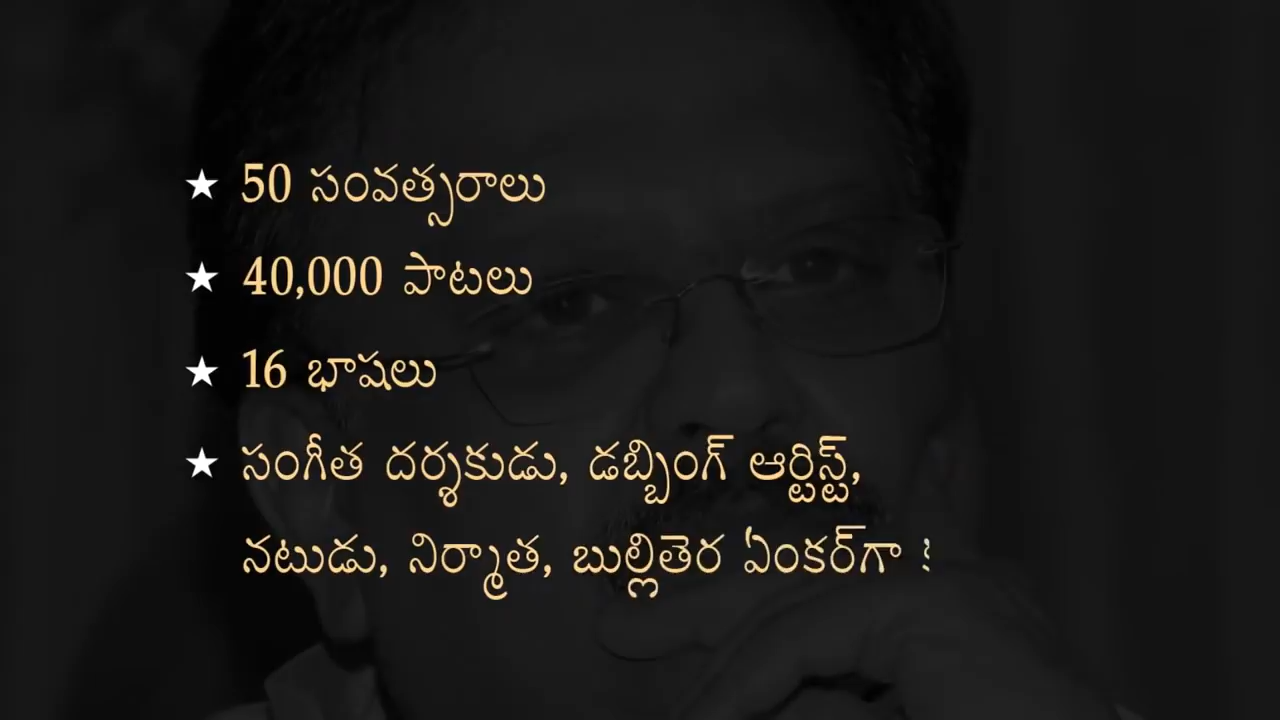 ★ 50 సంవత్సరాలు
★ 40,000 పాటలు
★ 16 భాషలు
★ సంగీత దర్శకుడు, డబ్బింగ్ ఆర్టిస్ట్,
నటుడు, నిర్మాత, బుల్లితెర ఏంకర్‌గా